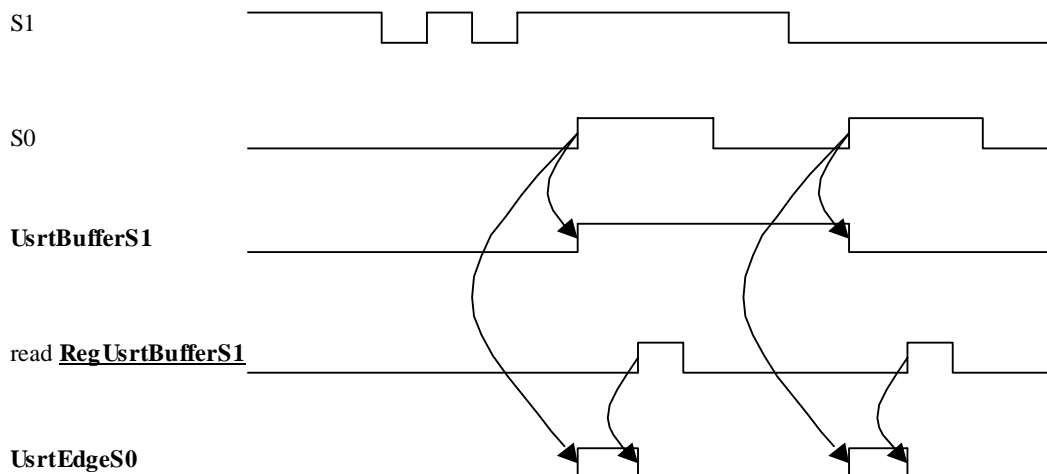 S1
S0
UsrtBufferS1
read RegUsrtBufferS1
UsrtEdgeS0